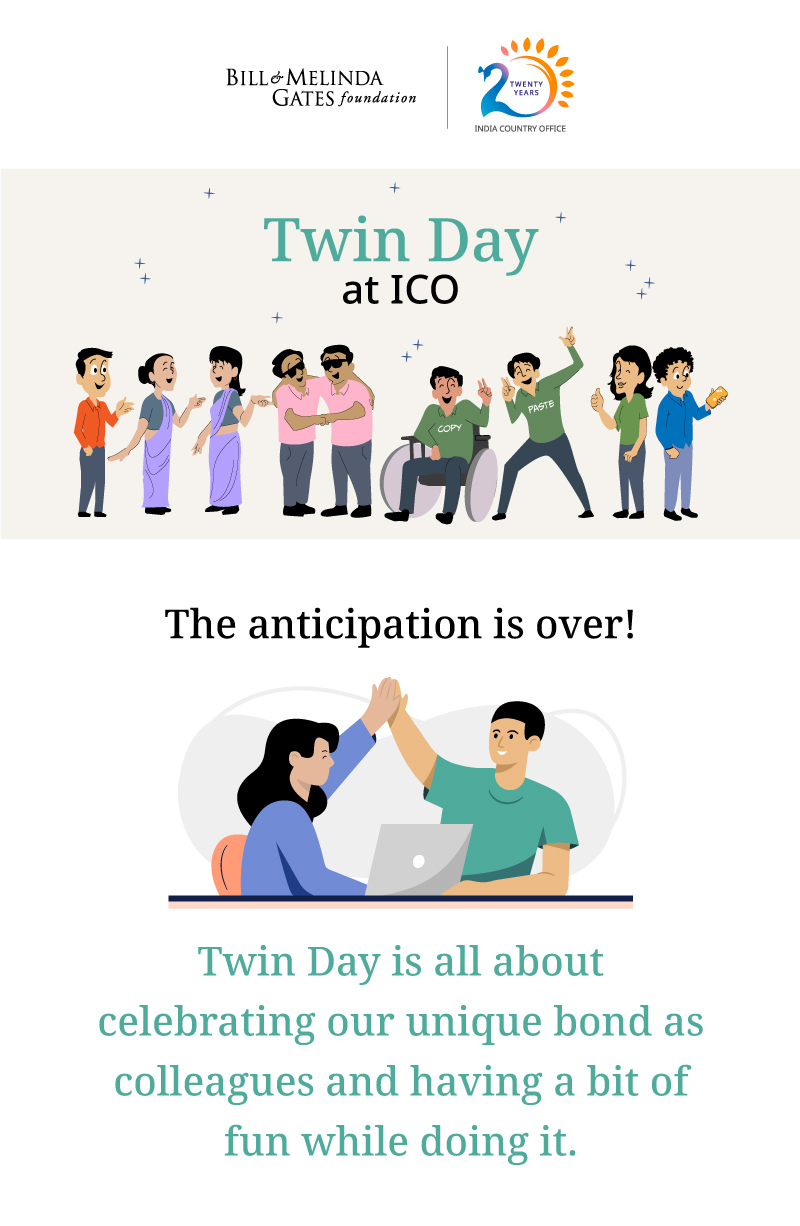 BILL & MELINDA
GATES foundation
20
TWENTY
YEARS
INDIA COUNTRY OFFICE
Twin Day
at ICO
COPY
PASTE
The anticipation is over!
Twin Day is all about
celebrating our unique bond as
colleagues and having a bit of
fun while doing it.